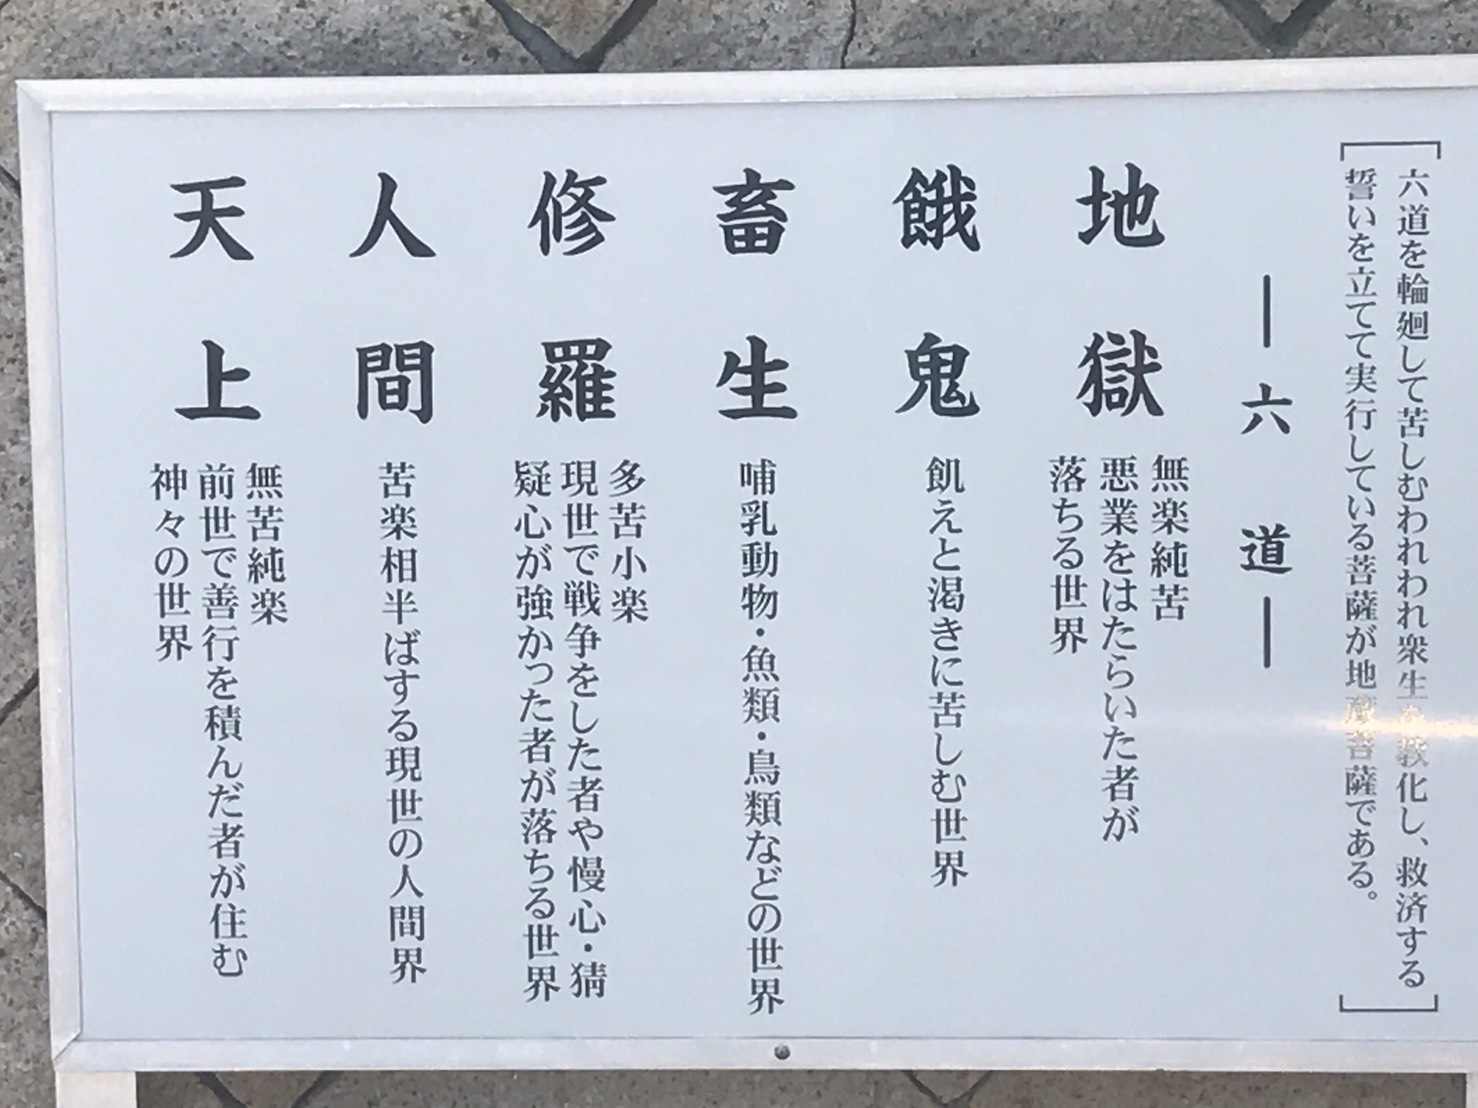 六道を輪廻して苦しむわれわれ衆生を教化し、救済する
誓いを立てて実行している菩薩が地蔵菩薩である。
―六道―
地獄
無楽純苦
悪業をはたらいた者が
落ちる世界
餓鬼
飢えと渇きに苦しむ世界
畜生
哺乳動物・魚類・鳥類などの世界
修羅
多苦小楽
現世で戦争をした者や慢心・猜
疑心が強かった者が落ちる世界
人間
苦楽相半ばする現世の人間界
天上
無苦純楽
前世で善行を積んだ者が住む
神々の世界